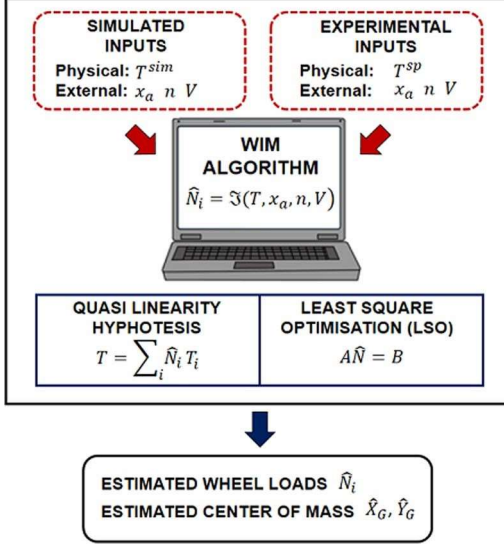 SIMULATED
INPUTS
Physical: T^{sim}
External: x_a n V
EXPERIMENTAL
INPUTS
Physical: T^{sp}
External: x_a n V
WIM
ALGORITHM
N̂_i = ℑ(T, x_a, n, V)
QUASI LINEARITY
HYPHOTESIS
T = ∑_i N̂_i T_i
LEAST SQUARE
OPTIMISATION (LSO)
AN̂ = B
ESTIMATED WHEEL LOADS N̂_i
ESTIMATED CENTER OF MASS X̂_G, Ŷ_G